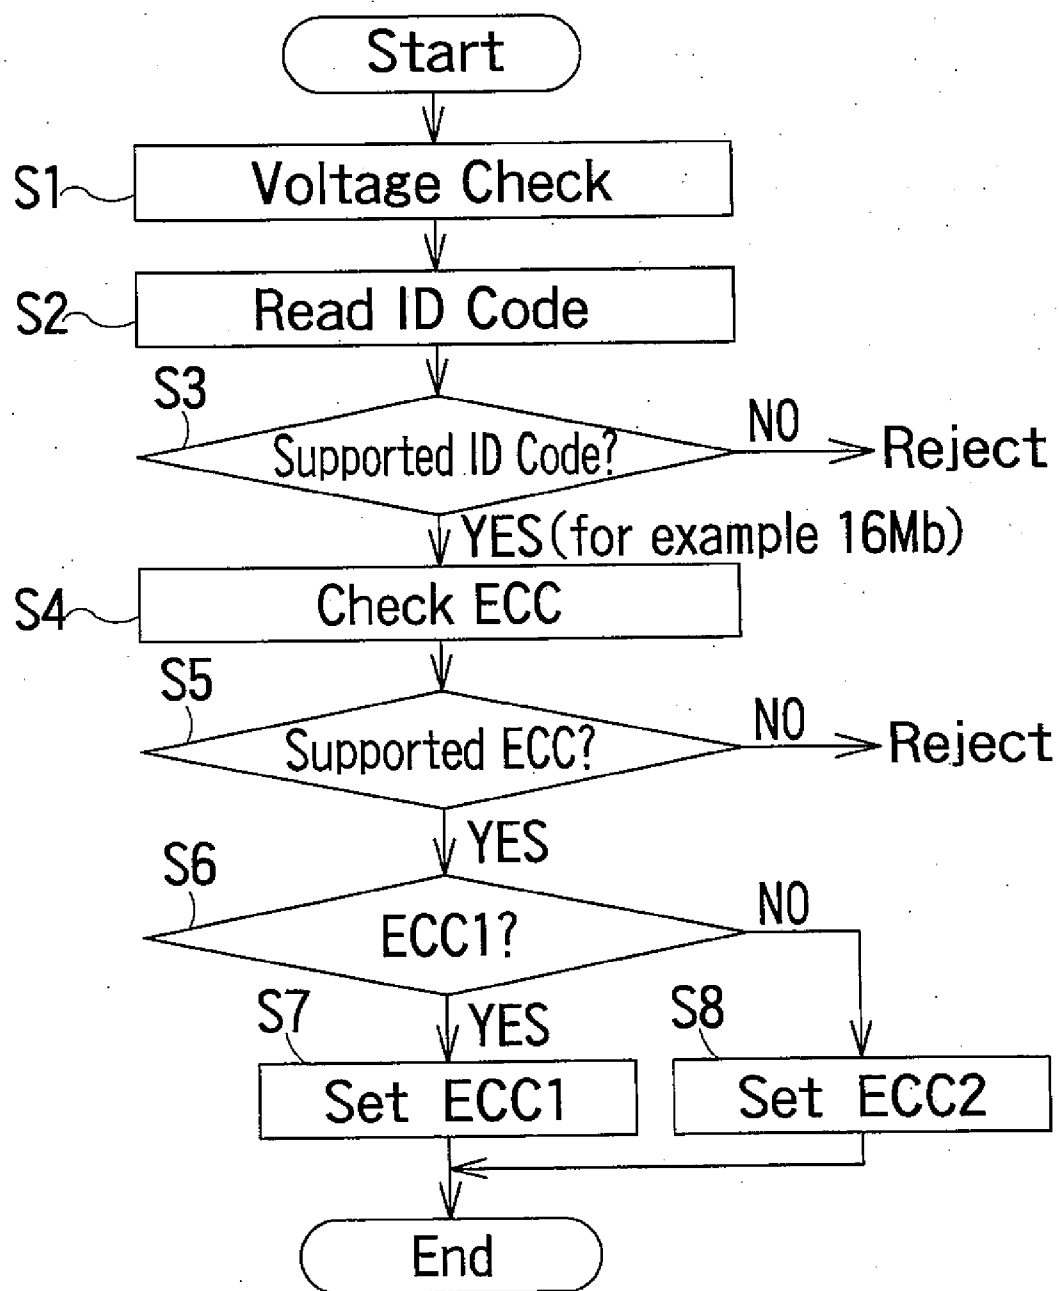 Start
S1
Voltage Check
S2
Read ID Code
S3
Supported ID Code?
NO
Reject
YES(for example 16Mb)
S4
Check ECC
S5
Supported ECC?
NO
Reject
YES
S6
ECC1?
NO
S7
YES
S8
Set ECC1
Set ECC2
End